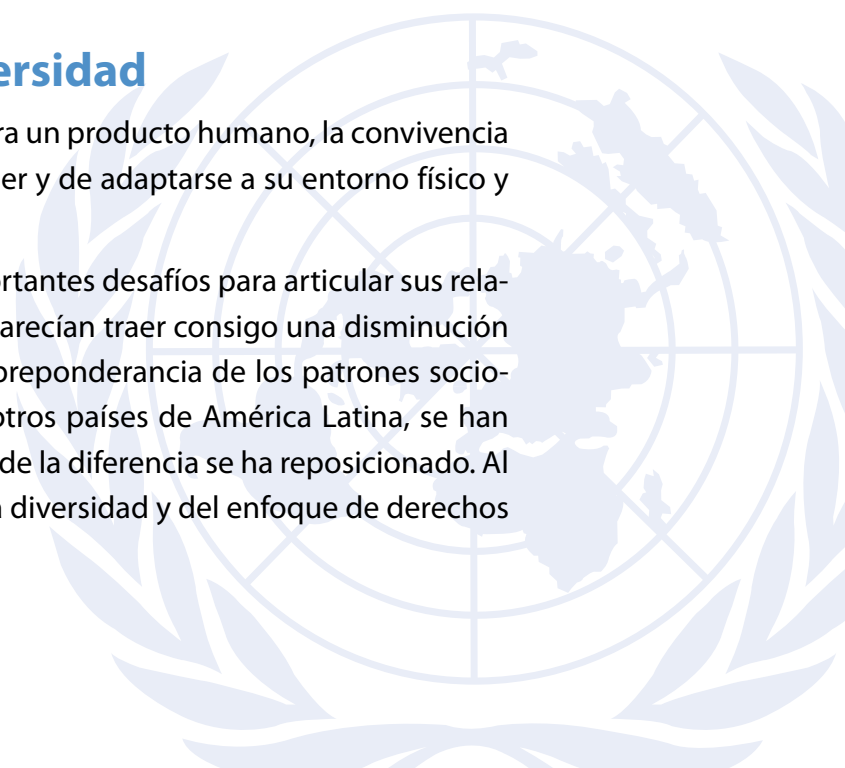 ersidad
ra un producto humano, la convivencia
er y de adaptarse a su entorno físico y
rtantes desafíos para articular sus rela-
arecían traer consigo una disminución
preponderancia de los patrones socio-
otros países de América Latina, se han
de la diferencia se ha reposicionado. Al
a diversidad y del enfoque de derechos